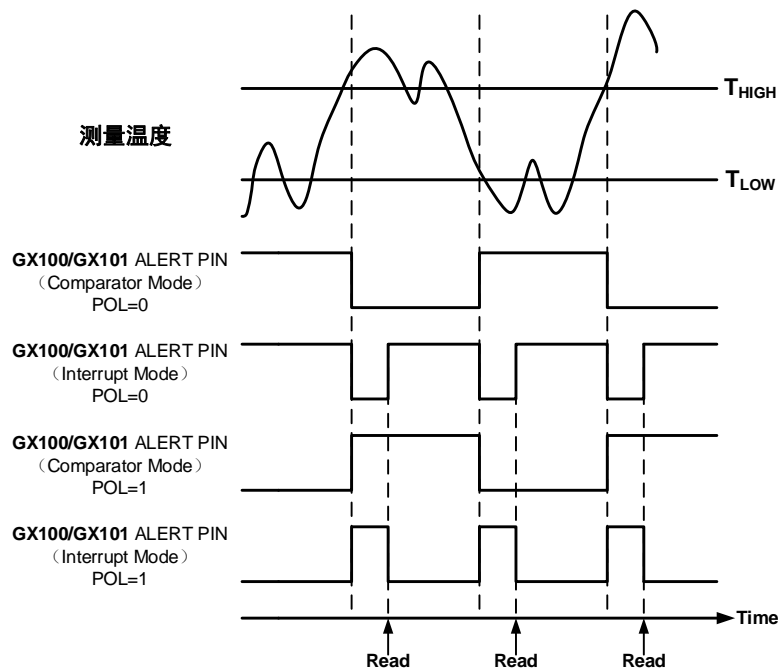 T_HIGH
测量温度
T_LOW
GX100/GX101 ALERT PIN
（Comparator Mode）
POL=0
GX100/GX101 ALERT PIN
（Interrupt Mode）
POL=0
GX100/GX101 ALERT PIN
（Comparator Mode）
POL=1
GX100/GX101 ALERT PIN
（Interrupt Mode）
POL=1
Time
Read Read Read